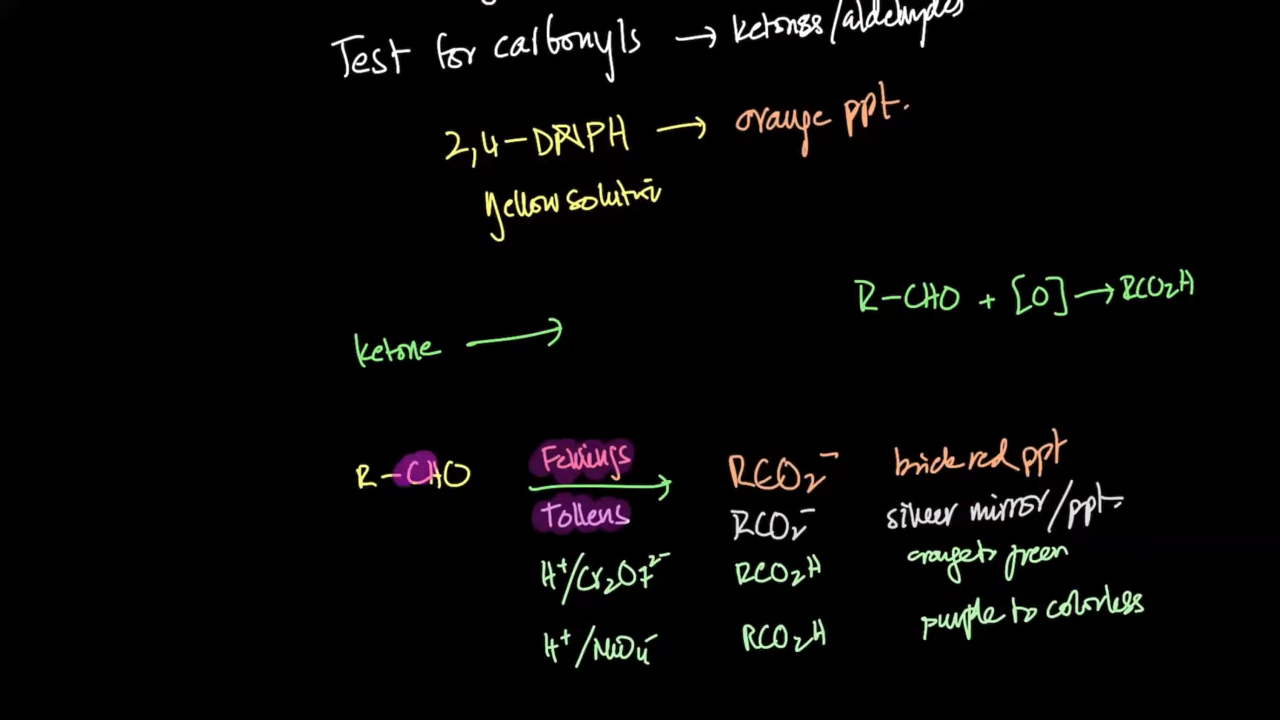 Test for carbonyls → ketones/aldehydes
2,4-DNPH → orange ppt.
yellow solution
R-CHO + [O] → RCO2H
ketone →
R-CHO Fehlings → RCO2⁻ brick red ppt
Tollens RCO2⁻ silver mirror/ppt.
H⁺/Cr2O7²⁻ RCO2H orange to green
H⁺/MnO4⁻ RCO2H purple to colorless